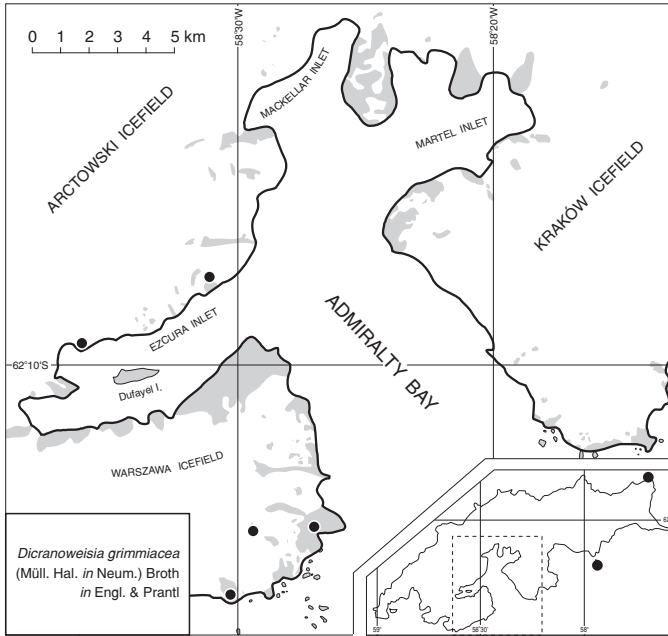 58˚30'W
58˚20'W
0 1 2 3 4 5 km
MACKELLAR INLET
MARTEL INLET
ARCTOWSKI ICEFIELD
KRAKÓW ICEFIELD
EZCURA INLET
ADMIRALTY BAY
62˚10'S
Dufayel I.
WARSZAWA ICEFIELD
Dicranoweisia grimmiacea
(Müll. Hal. in Neum.) Broth
in Engl. & Prantl
62
59˚
58˚30'
58˚